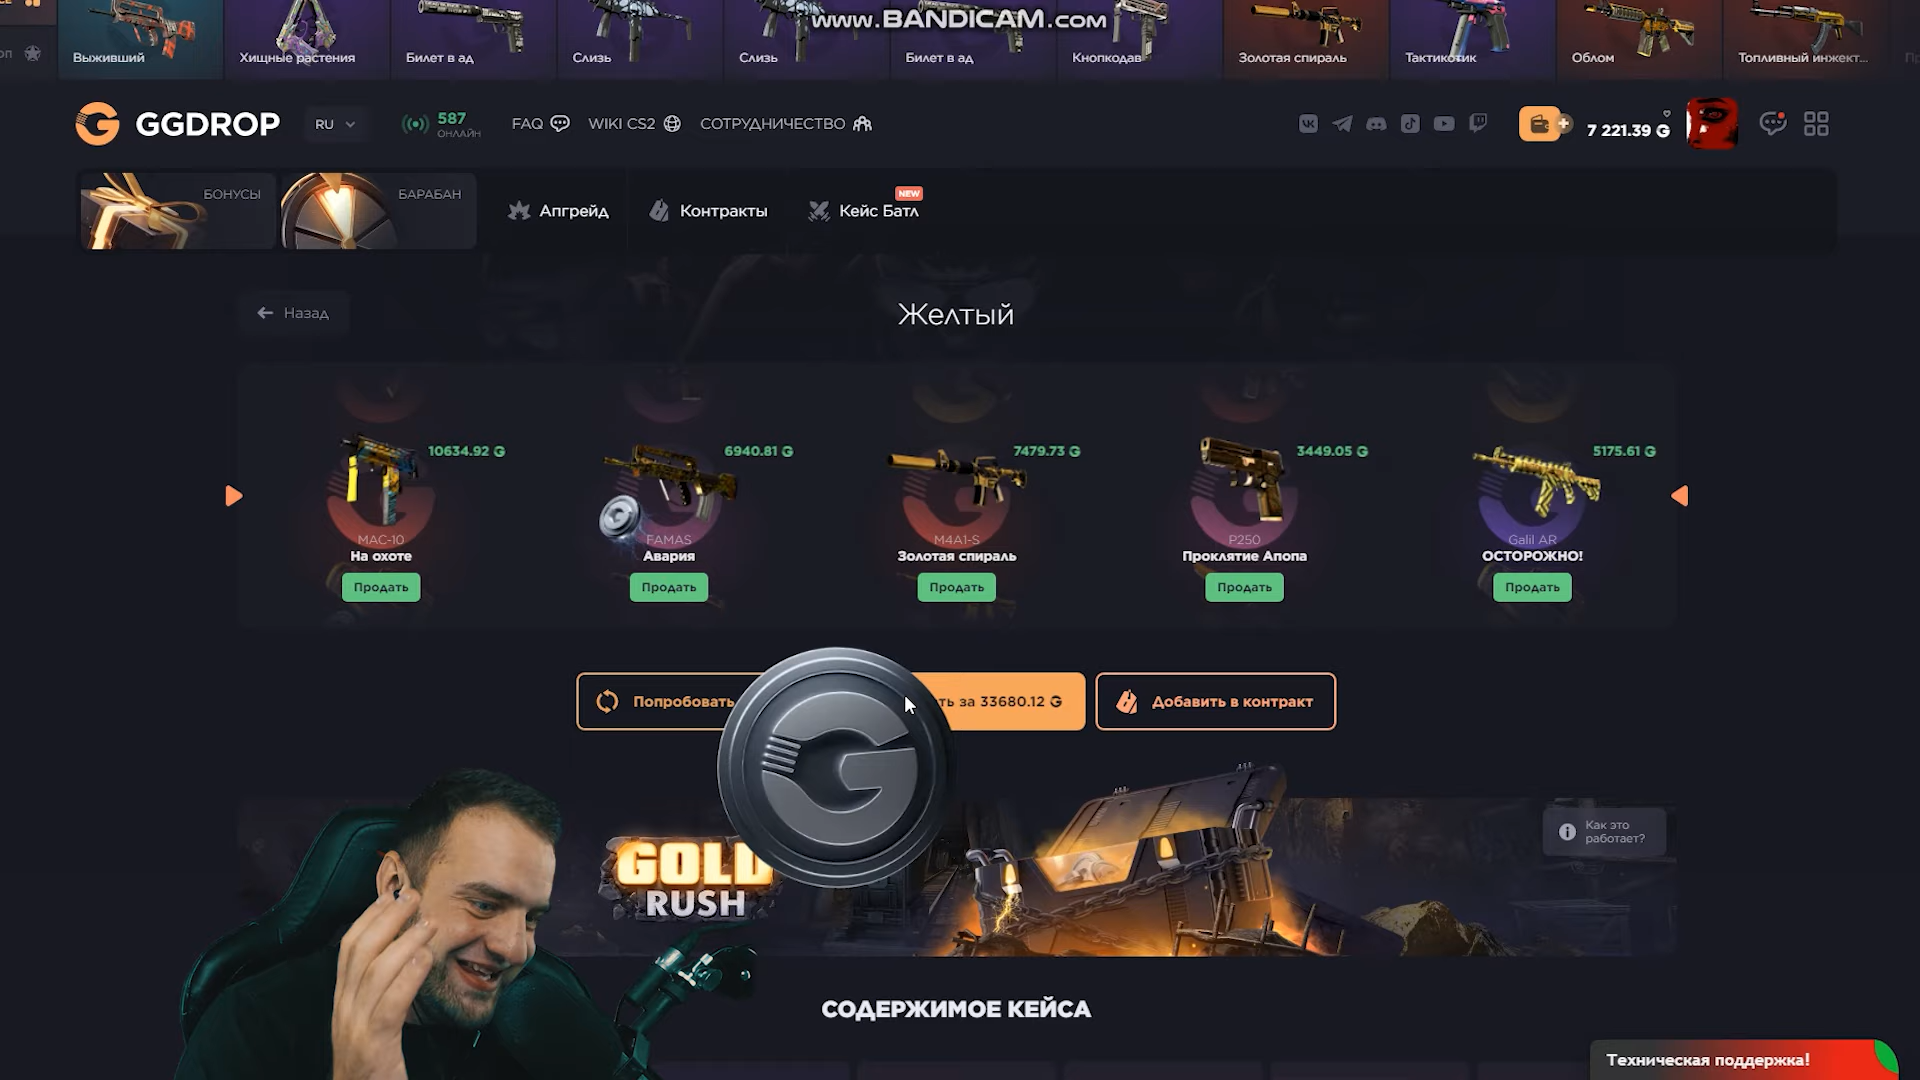 www.BANDICAM.com
Выживший
Хищные растения
Билет в ад
Слизь
Слизь
Билет в ад
Кнопкодав
Золотая спираль
Тактикотик
Облом
Топливный инжект...
GGDROP
RU
587
ОНЛАЙН
FAQ
WIKI CS2
СОТРУДНИЧЕСТВО
7 221.39 G
БОНУСЫ
БАРАБАН
Апгрейд
Контракты
Кейс Батл
NEW
Назад
Желтый
10634.92 G
6940.81 G
7479.73 G
3449.05 G
5175.61 G
MAC-10
На охоте
Продать
FAMAS
Авария
Продать
M4A1-S
Золотая спираль
Продать
P250
Проклятие Апопа
Продать
Galil AR
ОСТОРОЖНО!
Продать
Попробовать
ть за 33680.12 G
Добавить в контракт
GOLD
RUSH
Как это
работает?
СОДЕРЖИМОЕ КЕЙСА
Техническая поддержка!